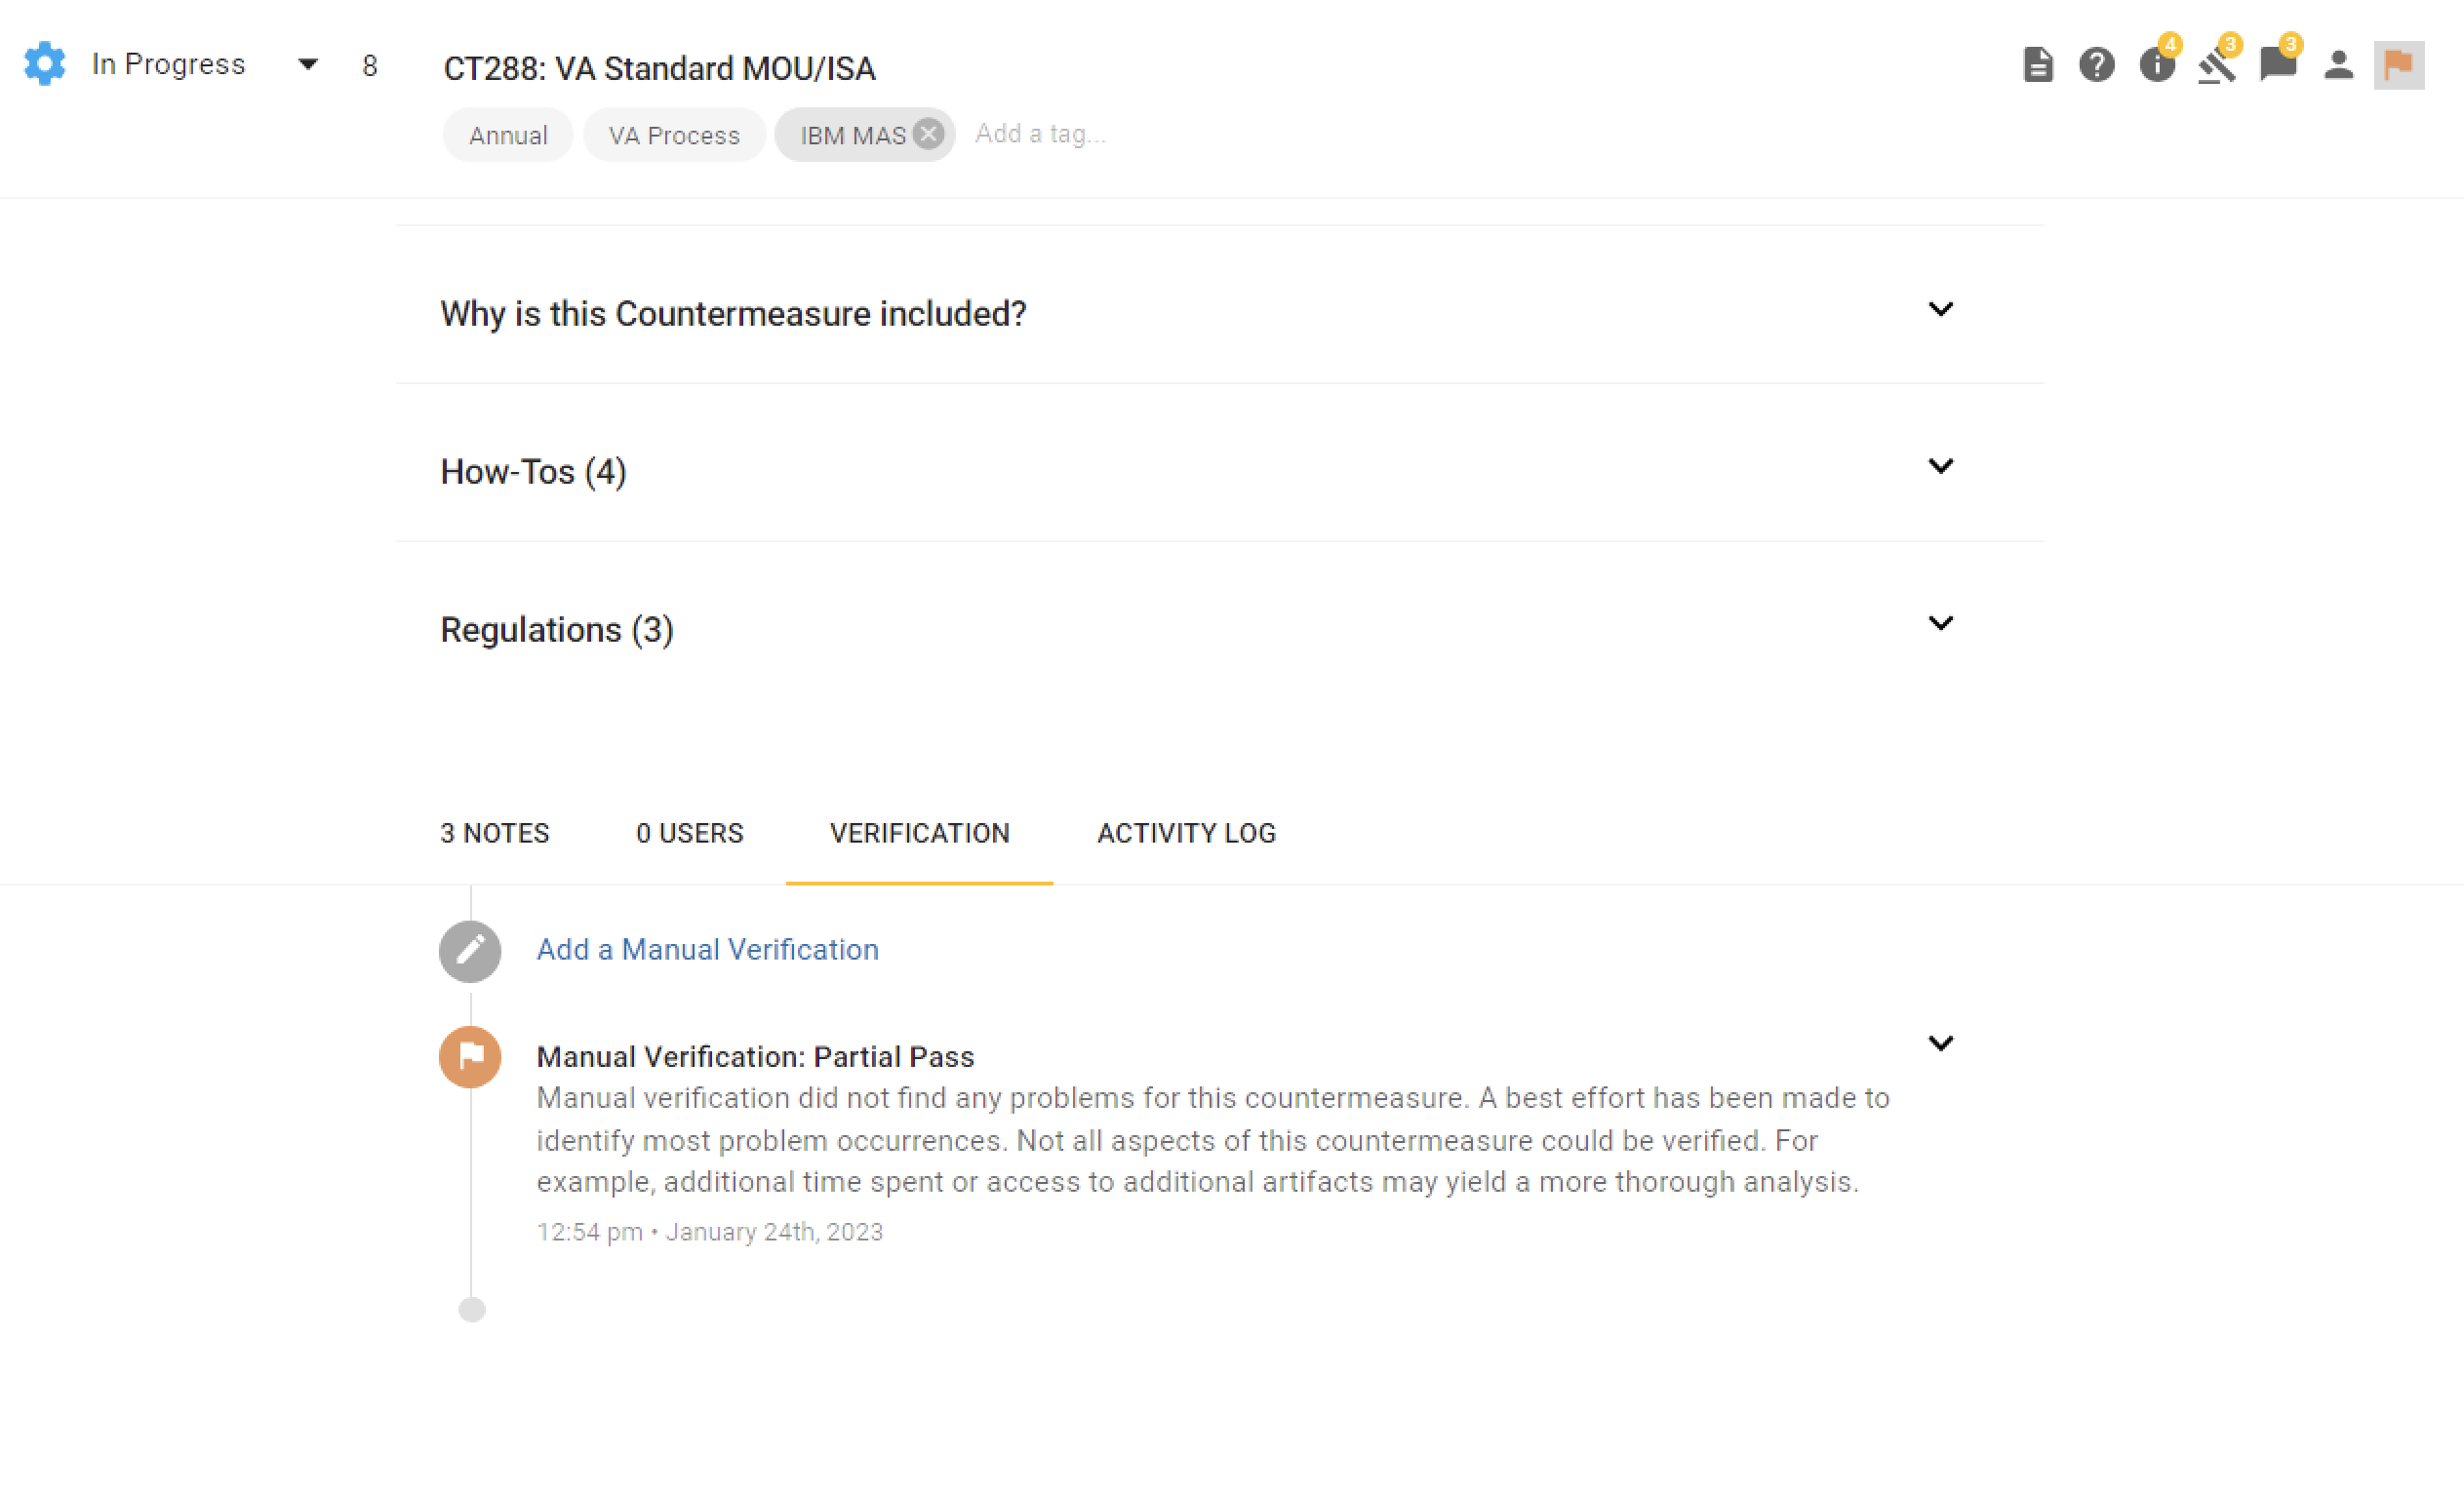 In Progress
8
CT288: VA Standard MOU/ISA
4
3
3
Annual
VA Process
IBM MAS
Add a tag...
Why is this Countermeasure included?
How-Tos (4)
Regulations (3)
3 NOTES
0 USERS
VERIFICATION
ACTIVITY LOG
Add a Manual Verification
Manual Verification: Partial Pass
Manual verification did not find any problems for this countermeasure. A best effort has been made to
identify most problem occurrences. Not all aspects of this countermeasure could be verified. For
example, additional time spent or access to additional artifacts may yield a more thorough analysis.
12:54 pm • January 24th, 2023